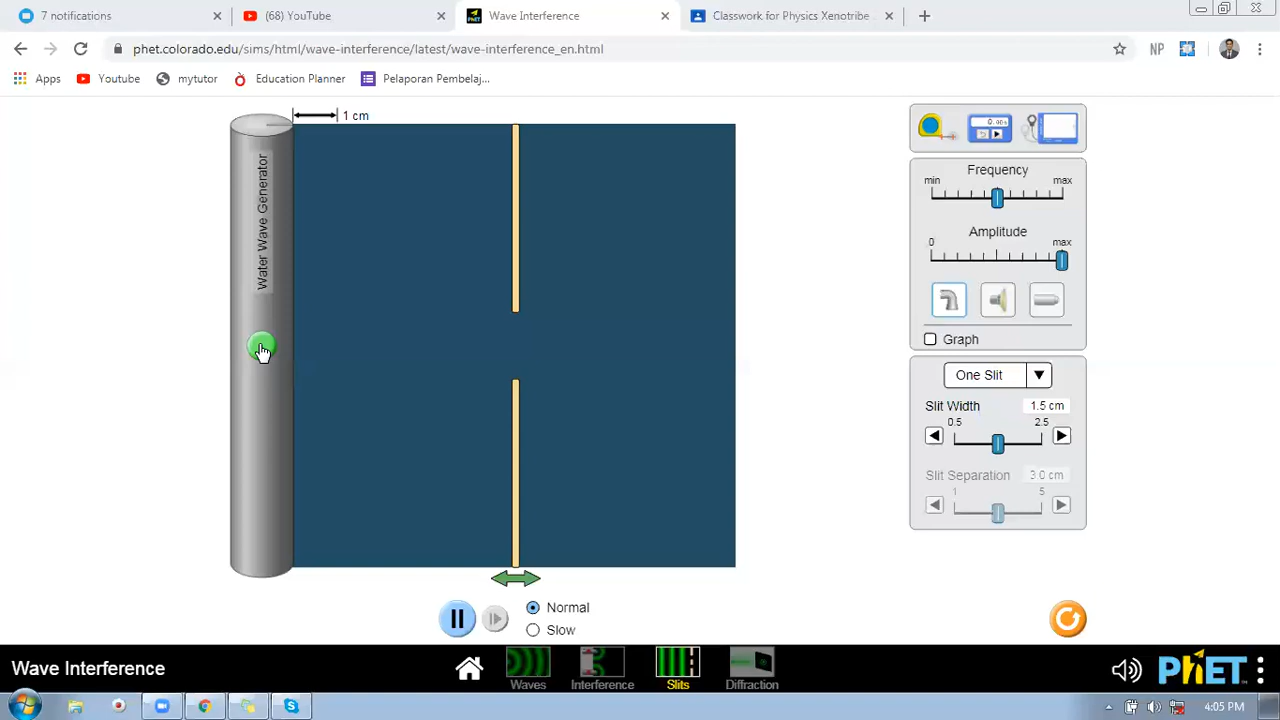 7 notifications
(68) YouTube
Wave Interference
Classwork for Physics Xenotribe
phet.colorado.edu/sims/html/wave-interference/latest/wave-interference_en.html
NP
Apps
Youtube
mytutor
Education Planner
Pelaporan Pembelaj...
1 cm
Water Wave Generator
0.00s
Frequency
min
max
Amplitude
0
max
Graph
One Slit
Slit Width
1.5 cm
0.5
2.5
Slit Separation
3.0 cm
1
5
Normal
Slow
Wave Interference
Waves
Interference
Slits
Diffraction
PhET
4:05 PM